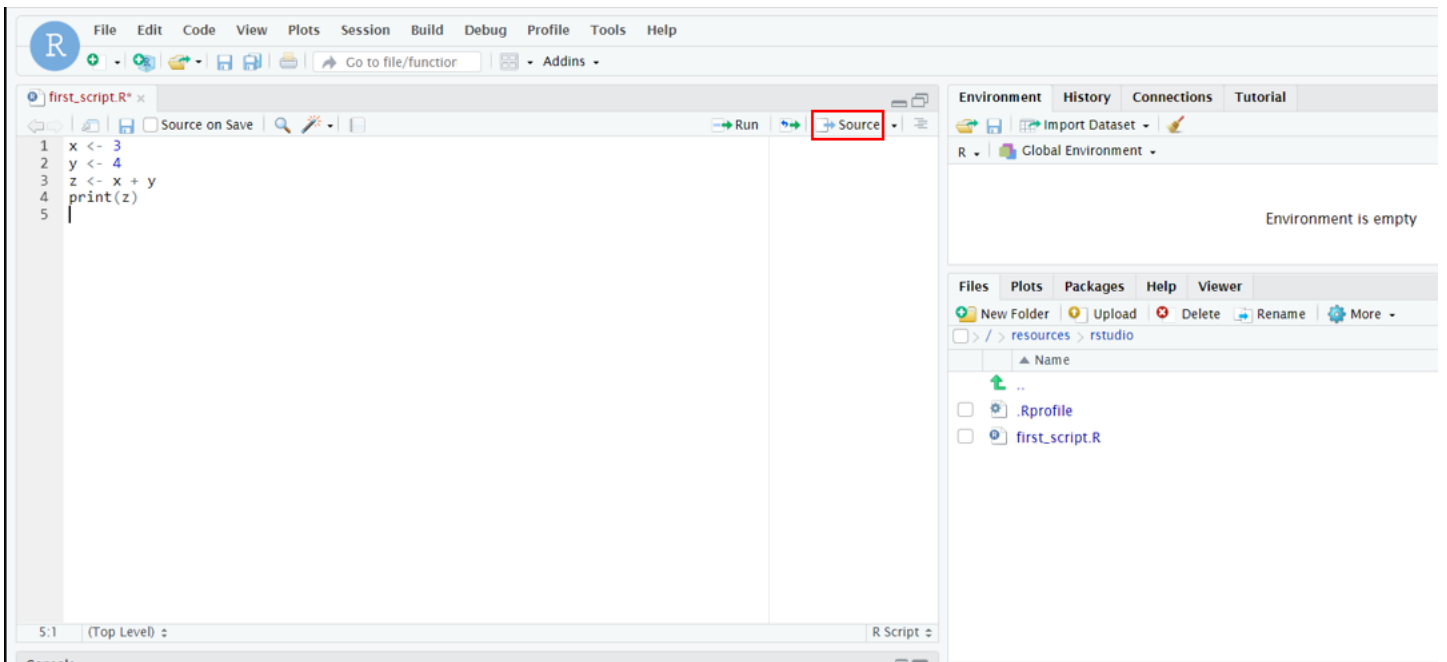 R
File Edit Code View Plots Session Build Debug Profile Tools Help
Go to file/function Addins
first_script.R*
Source on Save Run Source
1 x <- 3
2 y <- 4
3 z <- x + y
4 print(z)
5
5:1 (Top Level) R Script
Environment History Connections Tutorial
Import Dataset
R Global Environment
Environment is empty
Files Plots Packages Help Viewer
New Folder Upload Delete Rename More
/ resources rstudio
Name
..
.Rprofile
first_script.R